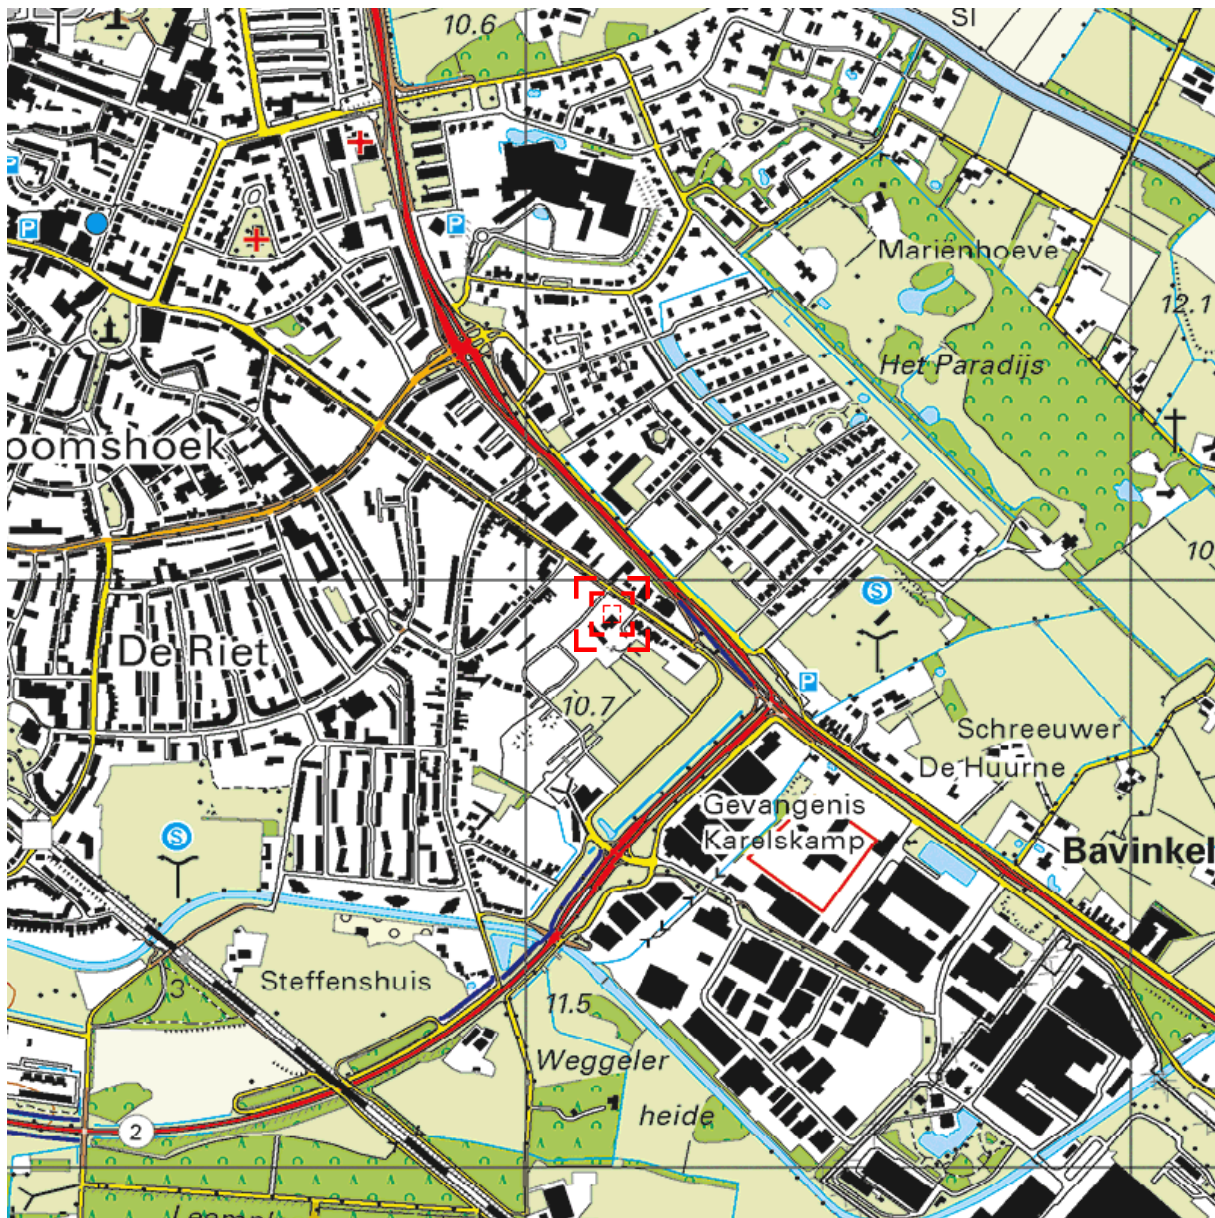 SI
10.6
P
P
P
Mariënhoeve
12.1
Het Paradijs
oomshoek
10
S
De Riet
P
10.7
Schreeuwer
De Huurne
Gevangenis
Karelskamp
S
Bavinkel
Steffenshuis
3
11.5
Weggeler
heide
2